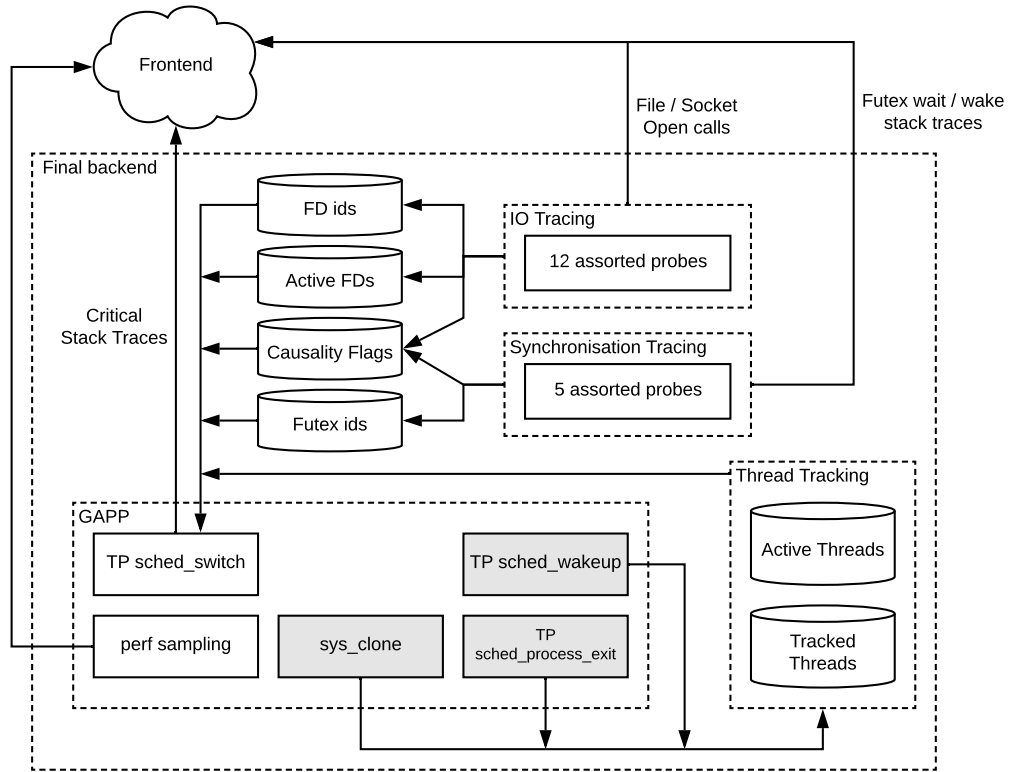 Frontend
File / Socket
Open calls
Futex wait / wake
stack traces
Final backend
FD ids
IO Tracing
12 assorted probes
Active FDs
Critical
Stack Traces
Causality Flags
Synchronisation Tracing
5 assorted probes
Futex ids
Thread Tracking
Active Threads
Tracked
Threads
GAPP
TP sched_switch
TP sched_wakeup
perf sampling
sys_clone
TP
sched_process_exit